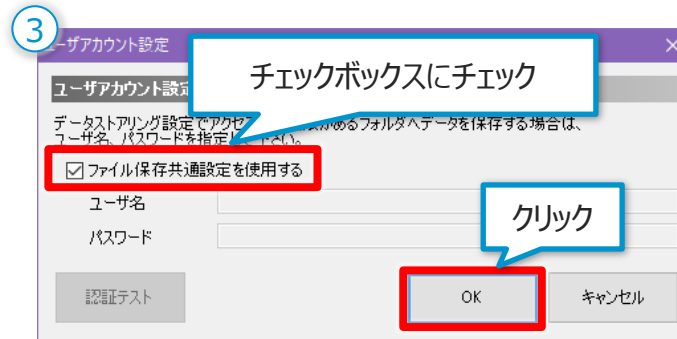 ③
ーザアカウント設定
チェックボックスにチェック
ユーザアカウント設定
データストアリング設定でアクセス
があるフォルダへデータを保存する場合は、
ユーザ名、パスワードを指定して下さい。
ファイル保存共通設定を使用する
ユーザ名
クリック
パスワード
認証テスト
OK
キャンセル